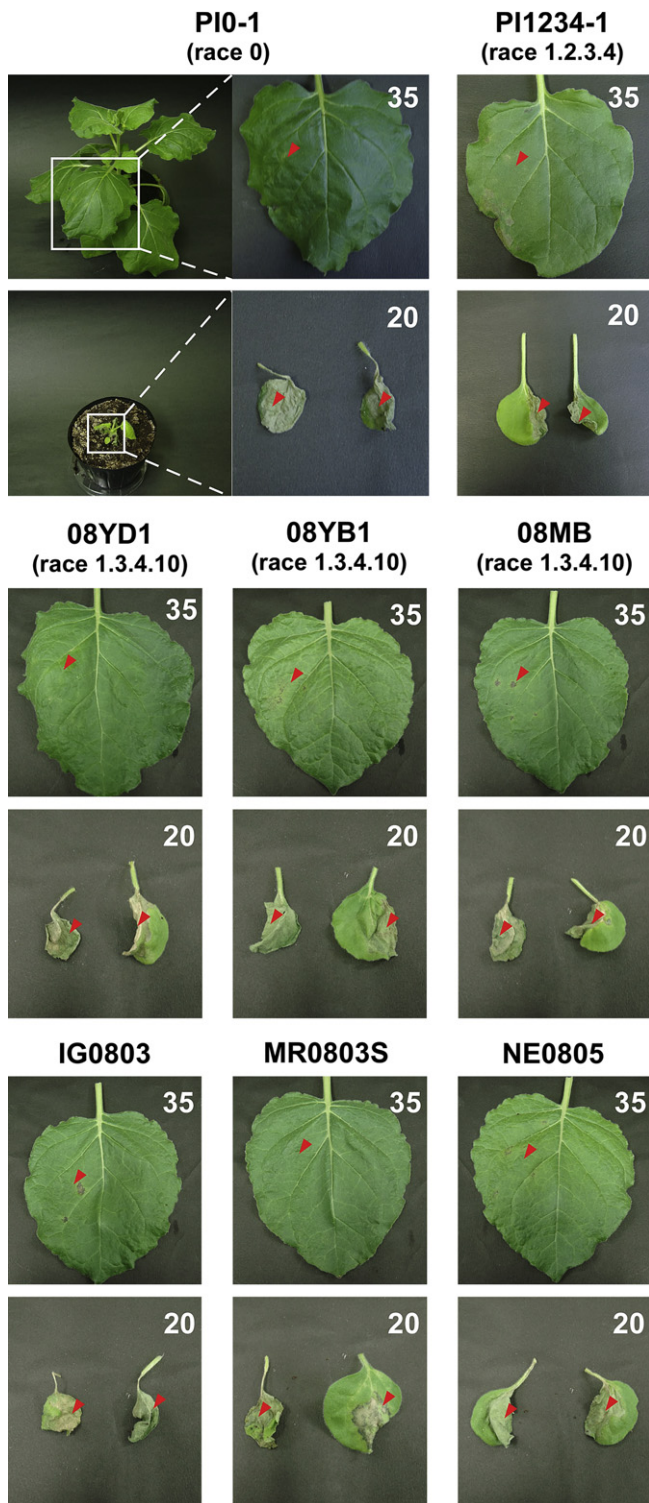 PI0-1
(race 0)
PI1234-1
(race 1.2.3.4)
35
35
20
20
08YD1
(race 1.3.4.10)
08YB1
(race 1.3.4.10)
08MB
(race 1.3.4.10)
35
35
35
20
20
20
IG0803
MR0803S
NE0805
35
35
35
20
20
20